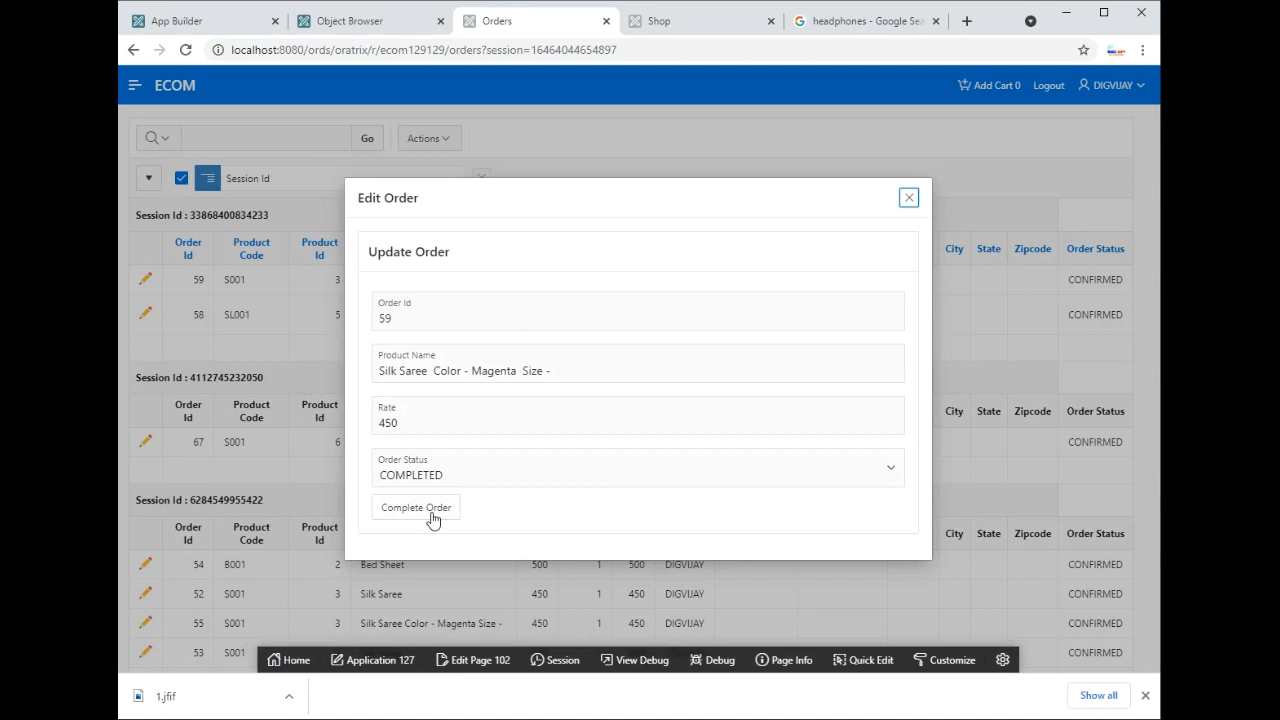 App Builder
Object Browser
Orders
Shop
headphones - Google Sea
localhost:8080/ords/oratrix/r/ecom129129/orders?session=16464044654897
ECOM
Add Cart 0
Logout
DIGVIJAY
Go
Actions
Session Id
Session Id : 33868400834233
Order Id
Product Code
Product Id
City
State
Zipcode
Order Status
59 S001 3 CONFIRMED
58 SL001 5 CONFIRMED
Session Id : 4112745232050
Order Id
Product Code
Product Id
City
State
Zipcode
Order Status
67 S001 6 CONFIRMED
Session Id : 6284549955422
Order Id
Product Code
Product Id
City
State
Zipcode
Order Status
54 B001 2 Bed Sheet 500 1 500 DIGVIJAY CONFIRMED
52 S001 3 Silk Saree 450 1 450 DIGVIJAY CONFIRMED
55 S001 3 Silk Saree Color - Magenta Size - 450 1 450 DIGVIJAY CONFIRMED
53 S001 CONFIRMED
Edit Order
Update Order
Order Id
59
Product Name
Silk Saree Color - Magenta Size -
Rate
450
Order Status
COMPLETED
Complete Order
Home
Application 127
Edit Page 102
Session
View Debug
Debug
Page Info
Quick Edit
Customize
1.jfif
Show all